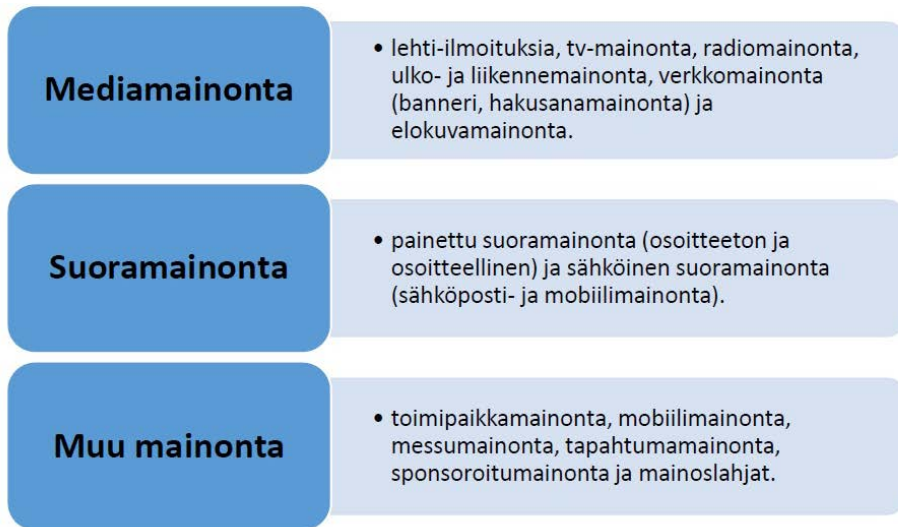 Mediamainonta
• lehti-ilmoituksia, tv-mainonta, radiomainonta,
ulko- ja liikennemainonta, verkkomainonta
(banneri, hakusanamainonta) ja
elokuvamainonta.
Suoramainonta
• painettu suoramainonta (osoitteeton ja
osoitteellinen) ja sähköinen suoramainonta
(sähköposti- ja mobiilimainonta).
Muu mainonta
• toimipaikkamainonta, mobiilimainonta,
messumainonta, tapahtumamainonta,
sponsoroitumainonta ja mainoslahjat.